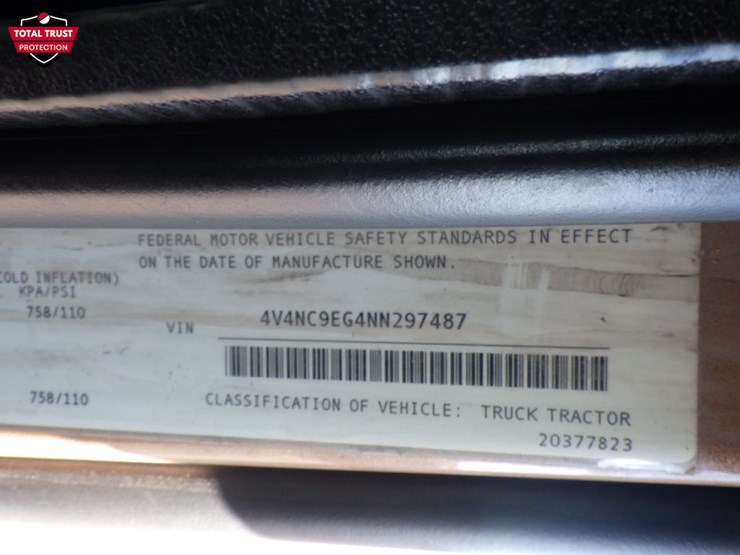 TOTAL TRUST
PROTECTION
FEDERAL MOTOR VEHICLE SAFETY STANDARDS IN EFFECT
ON THE DATE OF MANUFACTURE SHOWN.
COLD INFLATION)
KPA/PSI
758/110
VIN 4V4NC9EG4NN297487
758/110
CLASSIFICATION OF VEHICLE: TRUCK TRACTOR
20377823